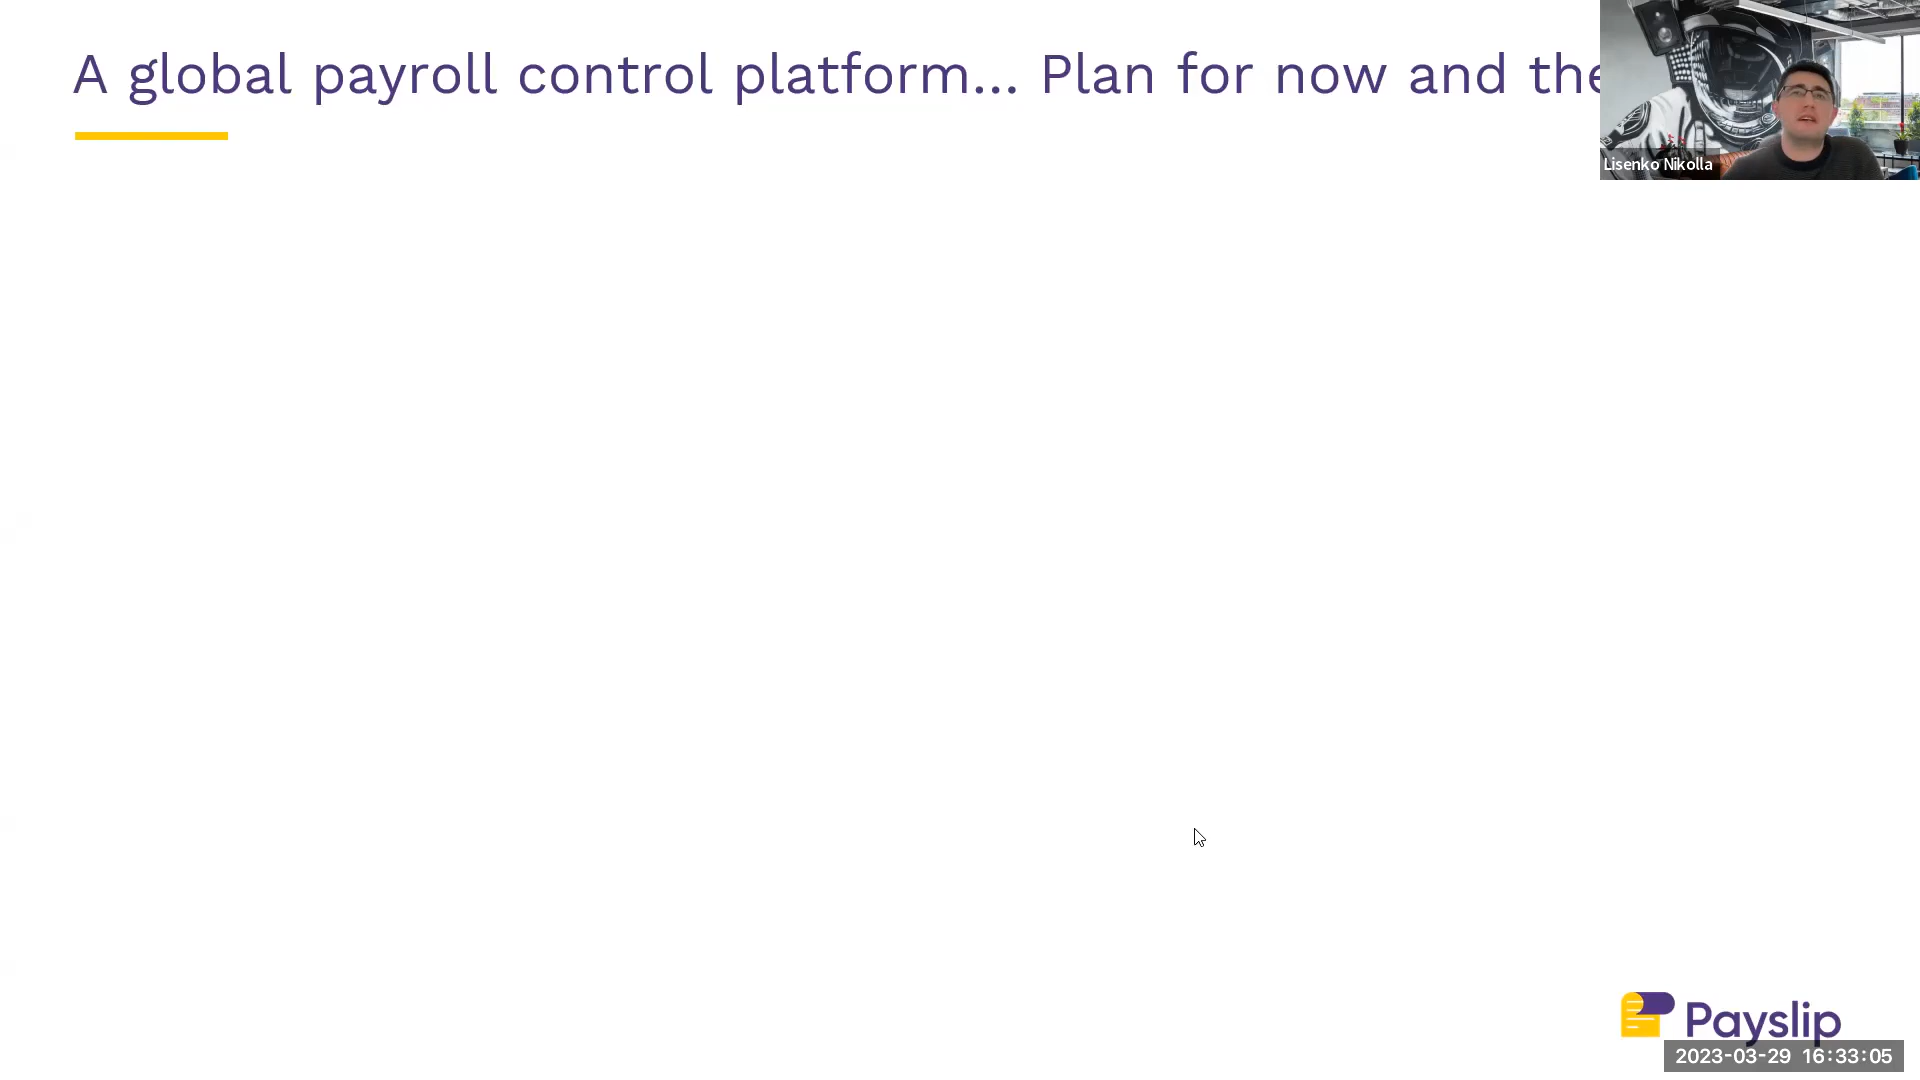 A global payroll control platform... Plan for now and the
Lisenko Nikolla
Payslip
2023-03-29 16:33:05